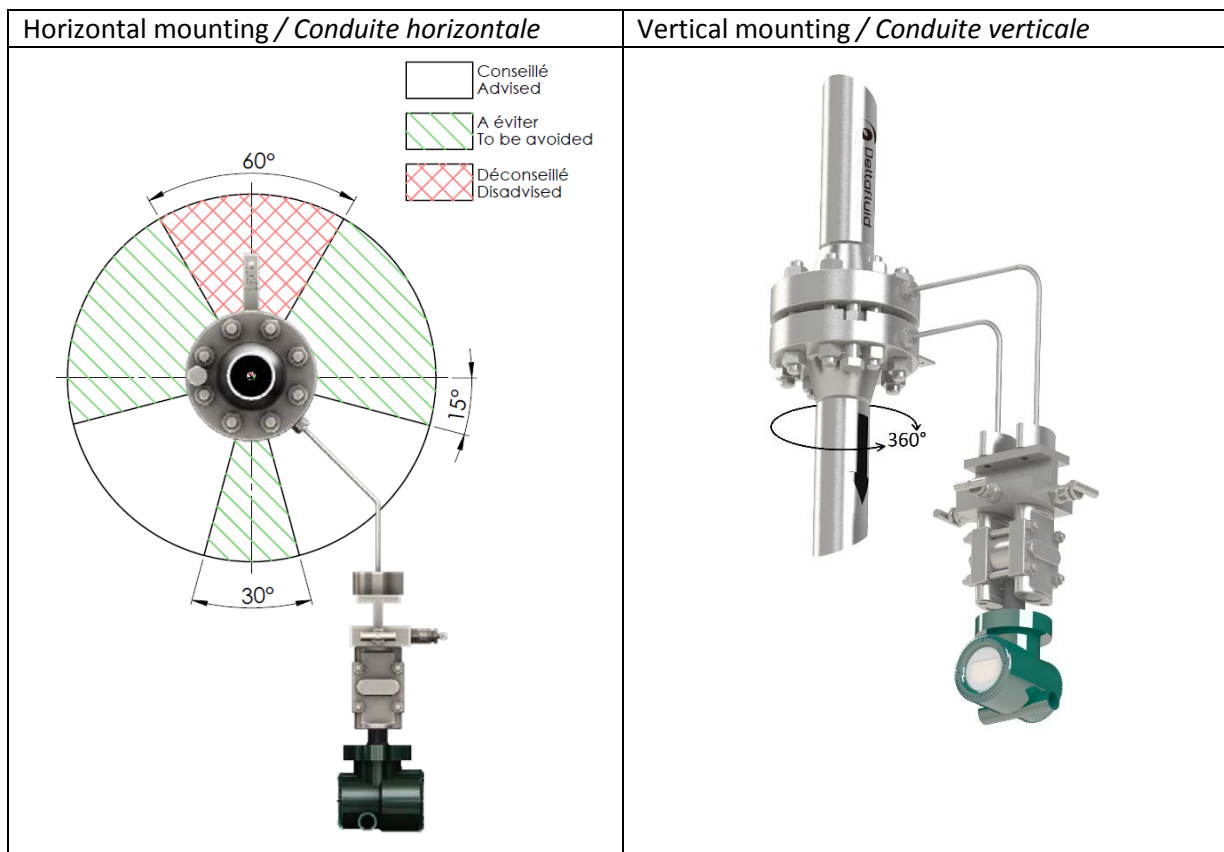 Horizontal mounting / Conduite horizontale
Vertical mounting / Conduite verticale
Conseillé
Advised
A éviter
To be avoided
Déconseillé
Disadvised
60°
15°
30°
Deltafluid
360°